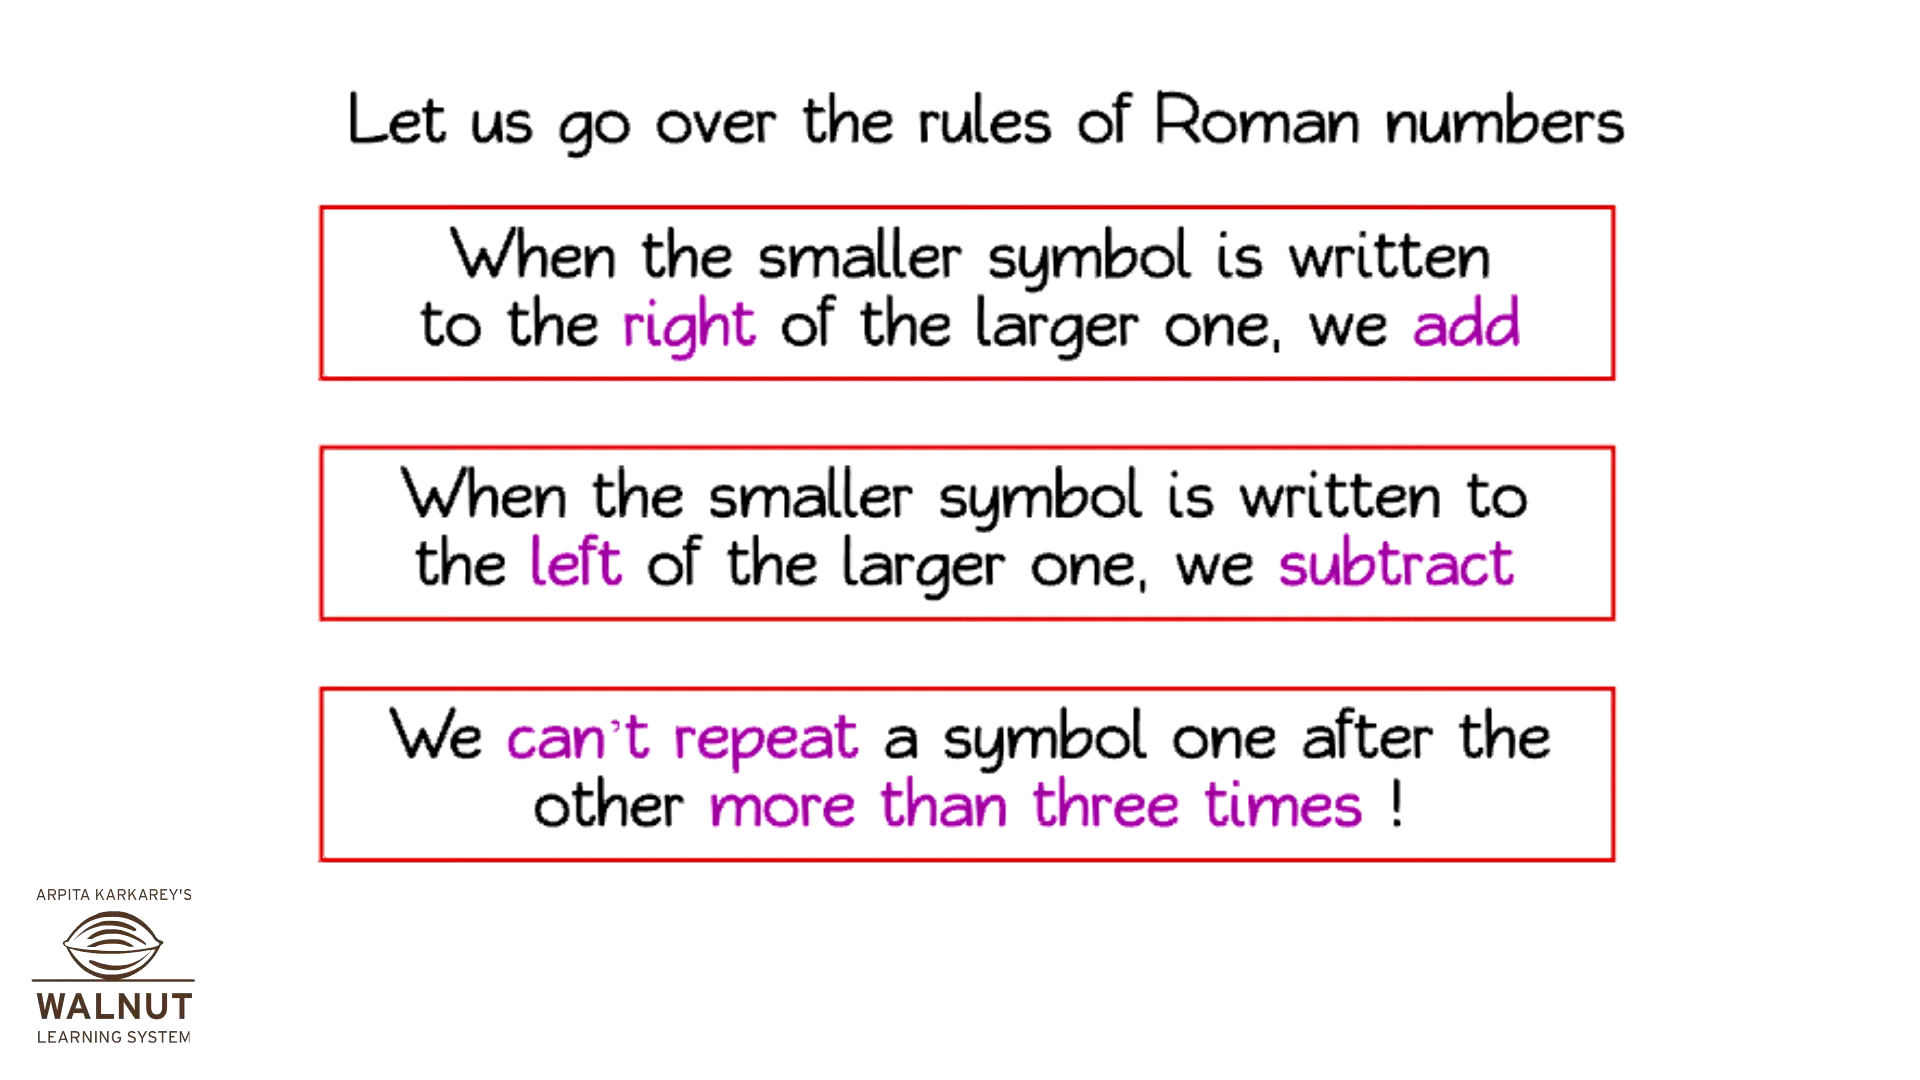 Let us go over the rules of Roman numbers
When the smaller symbol is written
to the right of the larger one, we add
When the smaller symbol is written to
the left of the larger one, we subtract
We can't repeat a symbol one after the
other more than three times !
ARPITA KARKAREY'S
WALNUT
LEARNING SYSTEM